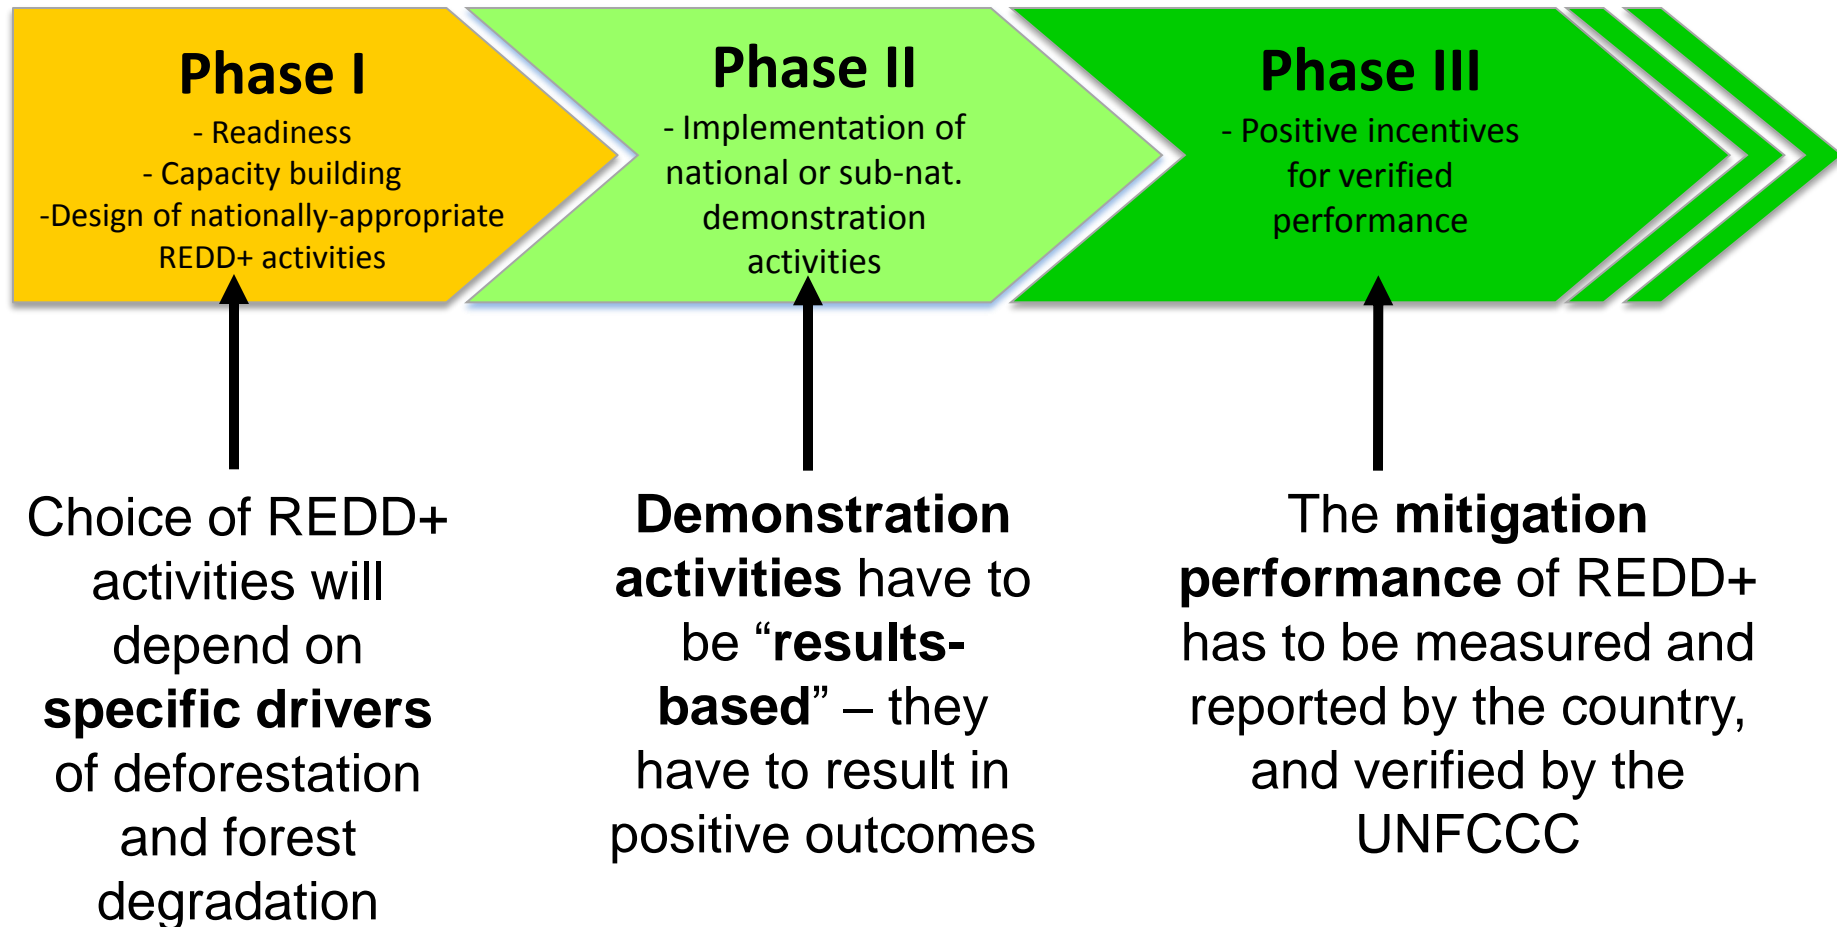 Phase I
- Readiness
- Capacity building
-Design of nationally-appropriate
REDD+ activities
Phase II
- Implementation of
national or sub-nat.
demonstration
activities
Phase III
- Positive incentives
for verified
performance
Choice of REDD+
activities will
depend on
specific drivers
of deforestation
and forest
degradation
Demonstration
activities have to
be “results-
based” – they
have to result in
positive outcomes
The mitigation
performance of REDD+
has to be measured and
reported by the country,
and verified by the
UNFCCC